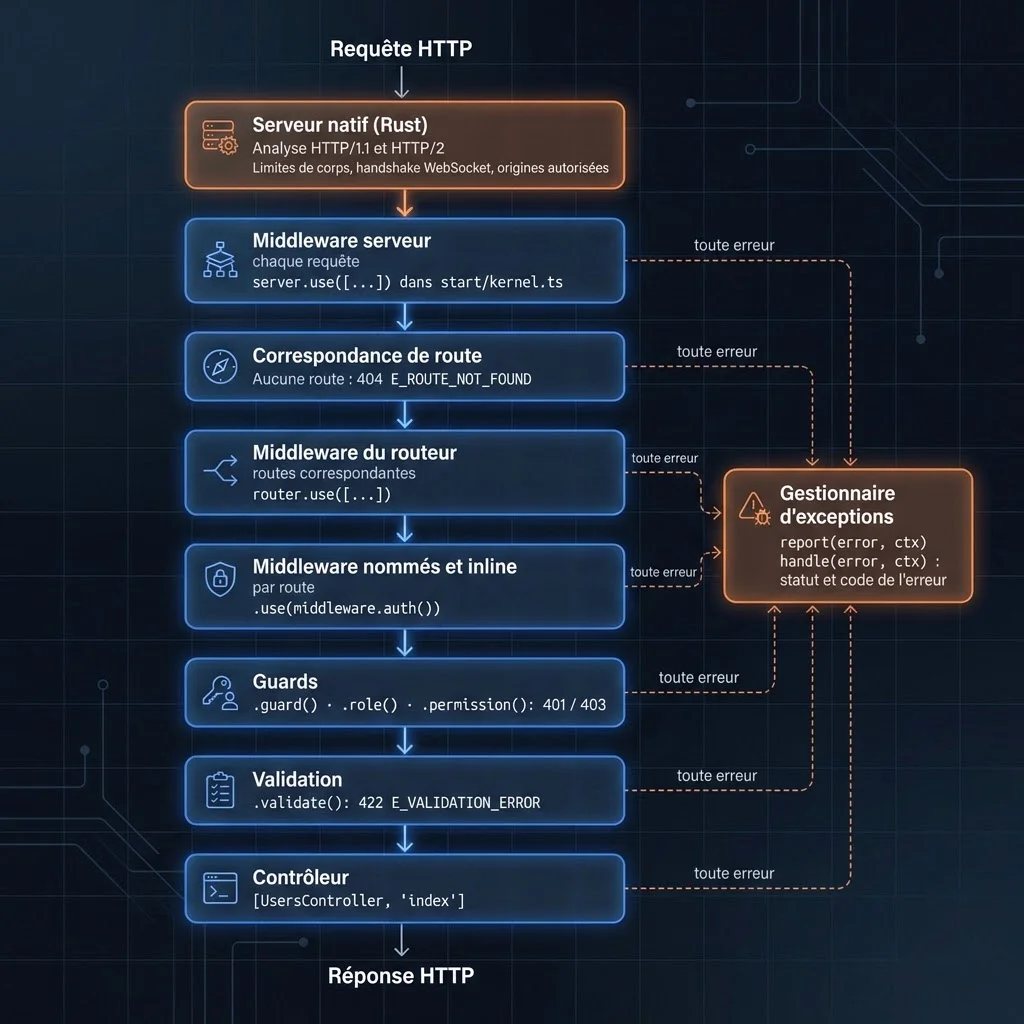 Requête HTTP
Serveur natif (Rust)
Analyse HTTP/1.1 et HTTP/2
Limites de corps, handshake WebSocket, origines autorisées
Middleware serveur
chaque requête
server.use([...]) dans start/kernel.ts
toute erreur
Correspondance de route
Aucune route : 404 E_ROUTE_NOT_FOUND
toute erreur
Middleware du routeur
routes correspondantes
router.use([...])
toute erreur
Gestionnaire
d'exceptions
report(error, ctx)
handle(error, ctx) :
statut et code de l'erreur
Middleware nommés et inline
par route
.use(middleware.auth())
toute erreur
Guards
.guard() · .role() · .permission(): 401 / 403
toute erreur
Validation
.validate(): 422 E_VALIDATION_ERROR
toute erreur
Contrôleur
[UsersController, 'index']
toute erreur
Réponse HTTP